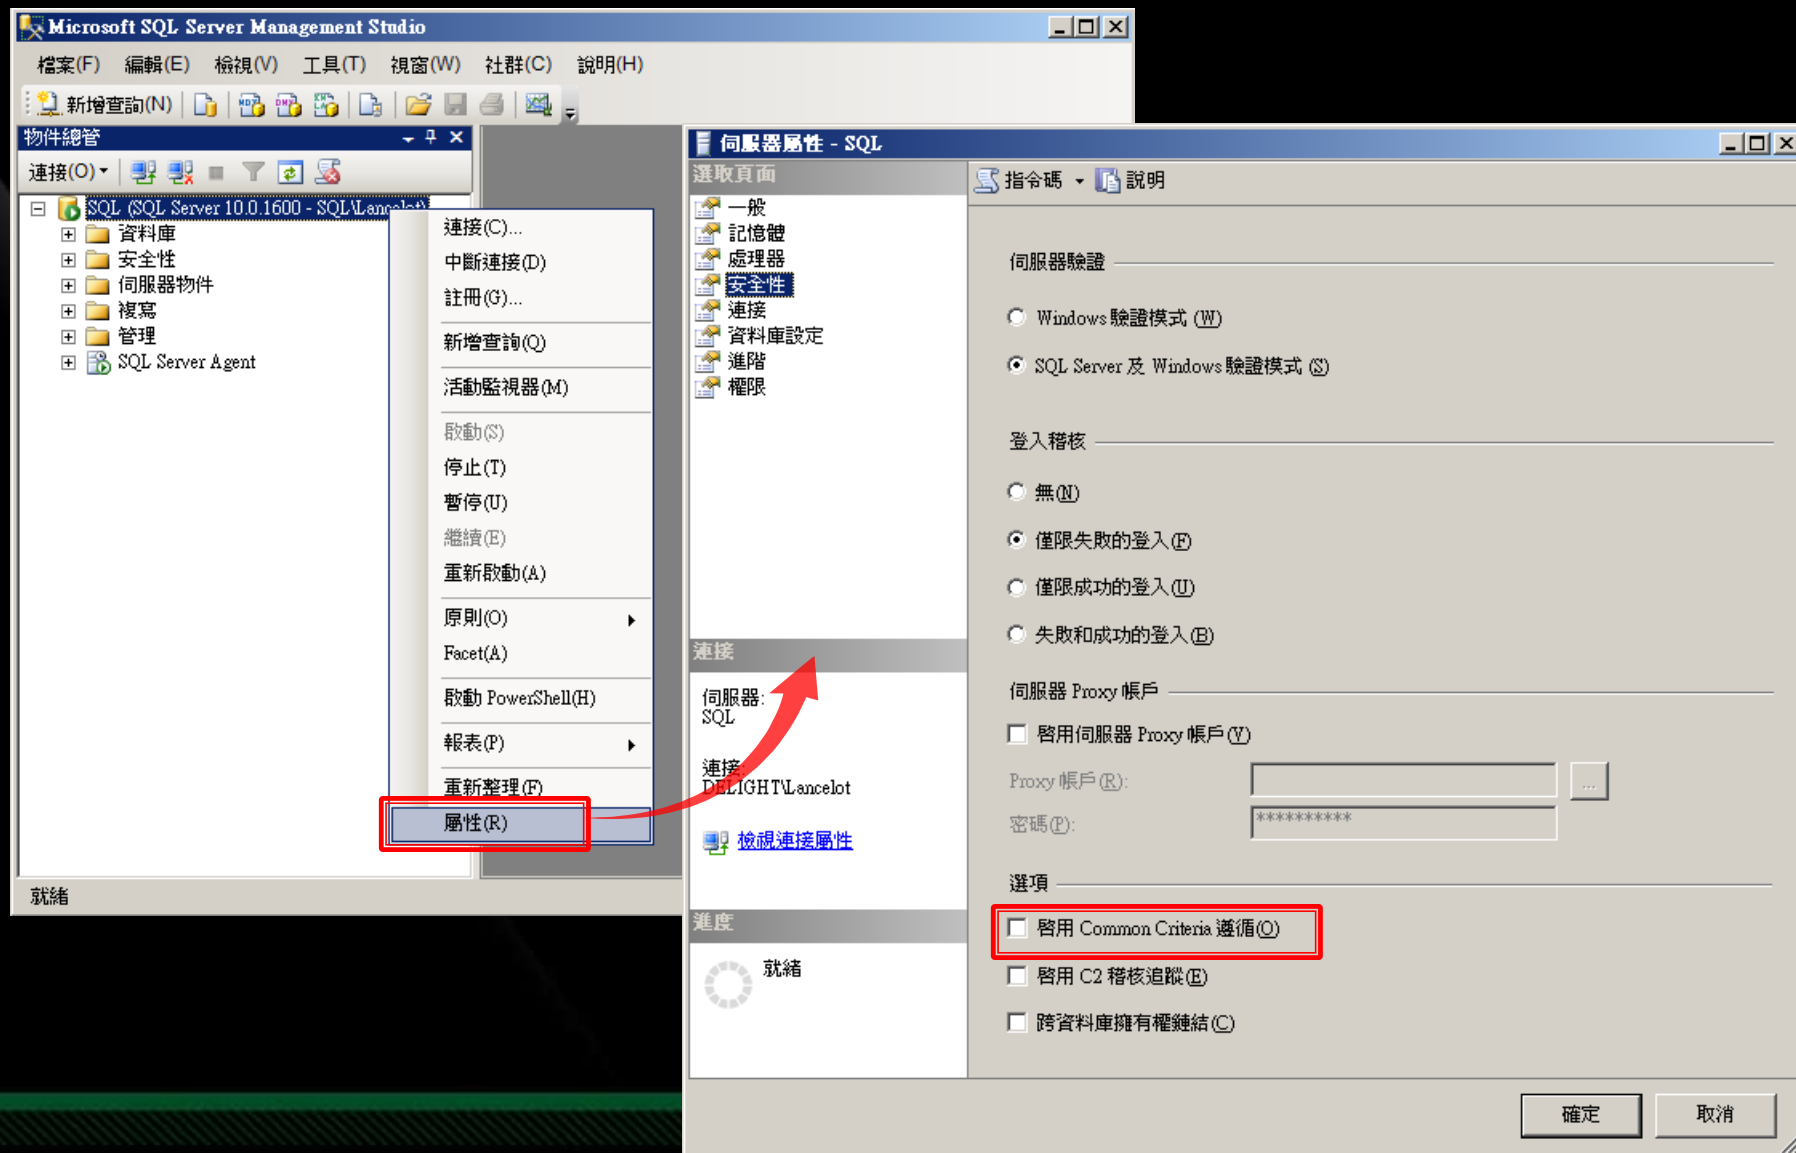 Microsoft SQL Server Management Studio
檔案(F) 編輯(E) 檢視(V) 工具(T) 視窗(W) 社群(C) 說明(H)
新增查詢(N)
物件總管
連接(O)
SQL (SQL Server 10.0.1600 - SQL\Lancelot)
資料庫
安全性
伺服器物件
複寫
管理
SQL Server Agent
就緒
連接(C)...
中斷連接(D)
註冊(G)...
新增查詢(Q)
活動監視器(M)
啟動(S)
停止(T)
暫停(U)
繼續(E)
重新啟動(A)
原則(O)
Facet(A)
啟動 PowerShell(H)
報表(P)
重新整理(F)
屬性(R)
伺服器屬性 - SQL
選取頁面
一般
記憶體
處理器
安全性
連接
資料庫設定
進階
權限
連接
伺服器:
SQL
連接:
DELIGHT\Lancelot
檢視連接屬性
進度
就緒
指令碼 說明
伺服器驗證
Windows 驗證模式 (W)
SQL Server 及 Windows 驗證模式 (S)
登入稽核
無(N)
僅限失敗的登入(F)
僅限成功的登入(U)
失敗和成功的登入(B)
伺服器 Proxy 帳戶
啟用伺服器 Proxy 帳戶(V)
Proxy 帳戶(R):
...
密碼(P):
**********
選項
啟用 Common Criteria 遵循(O)
啟用 C2 稽核追蹤(E)
跨資料庫擁有權鏈結(C)
確定 取消